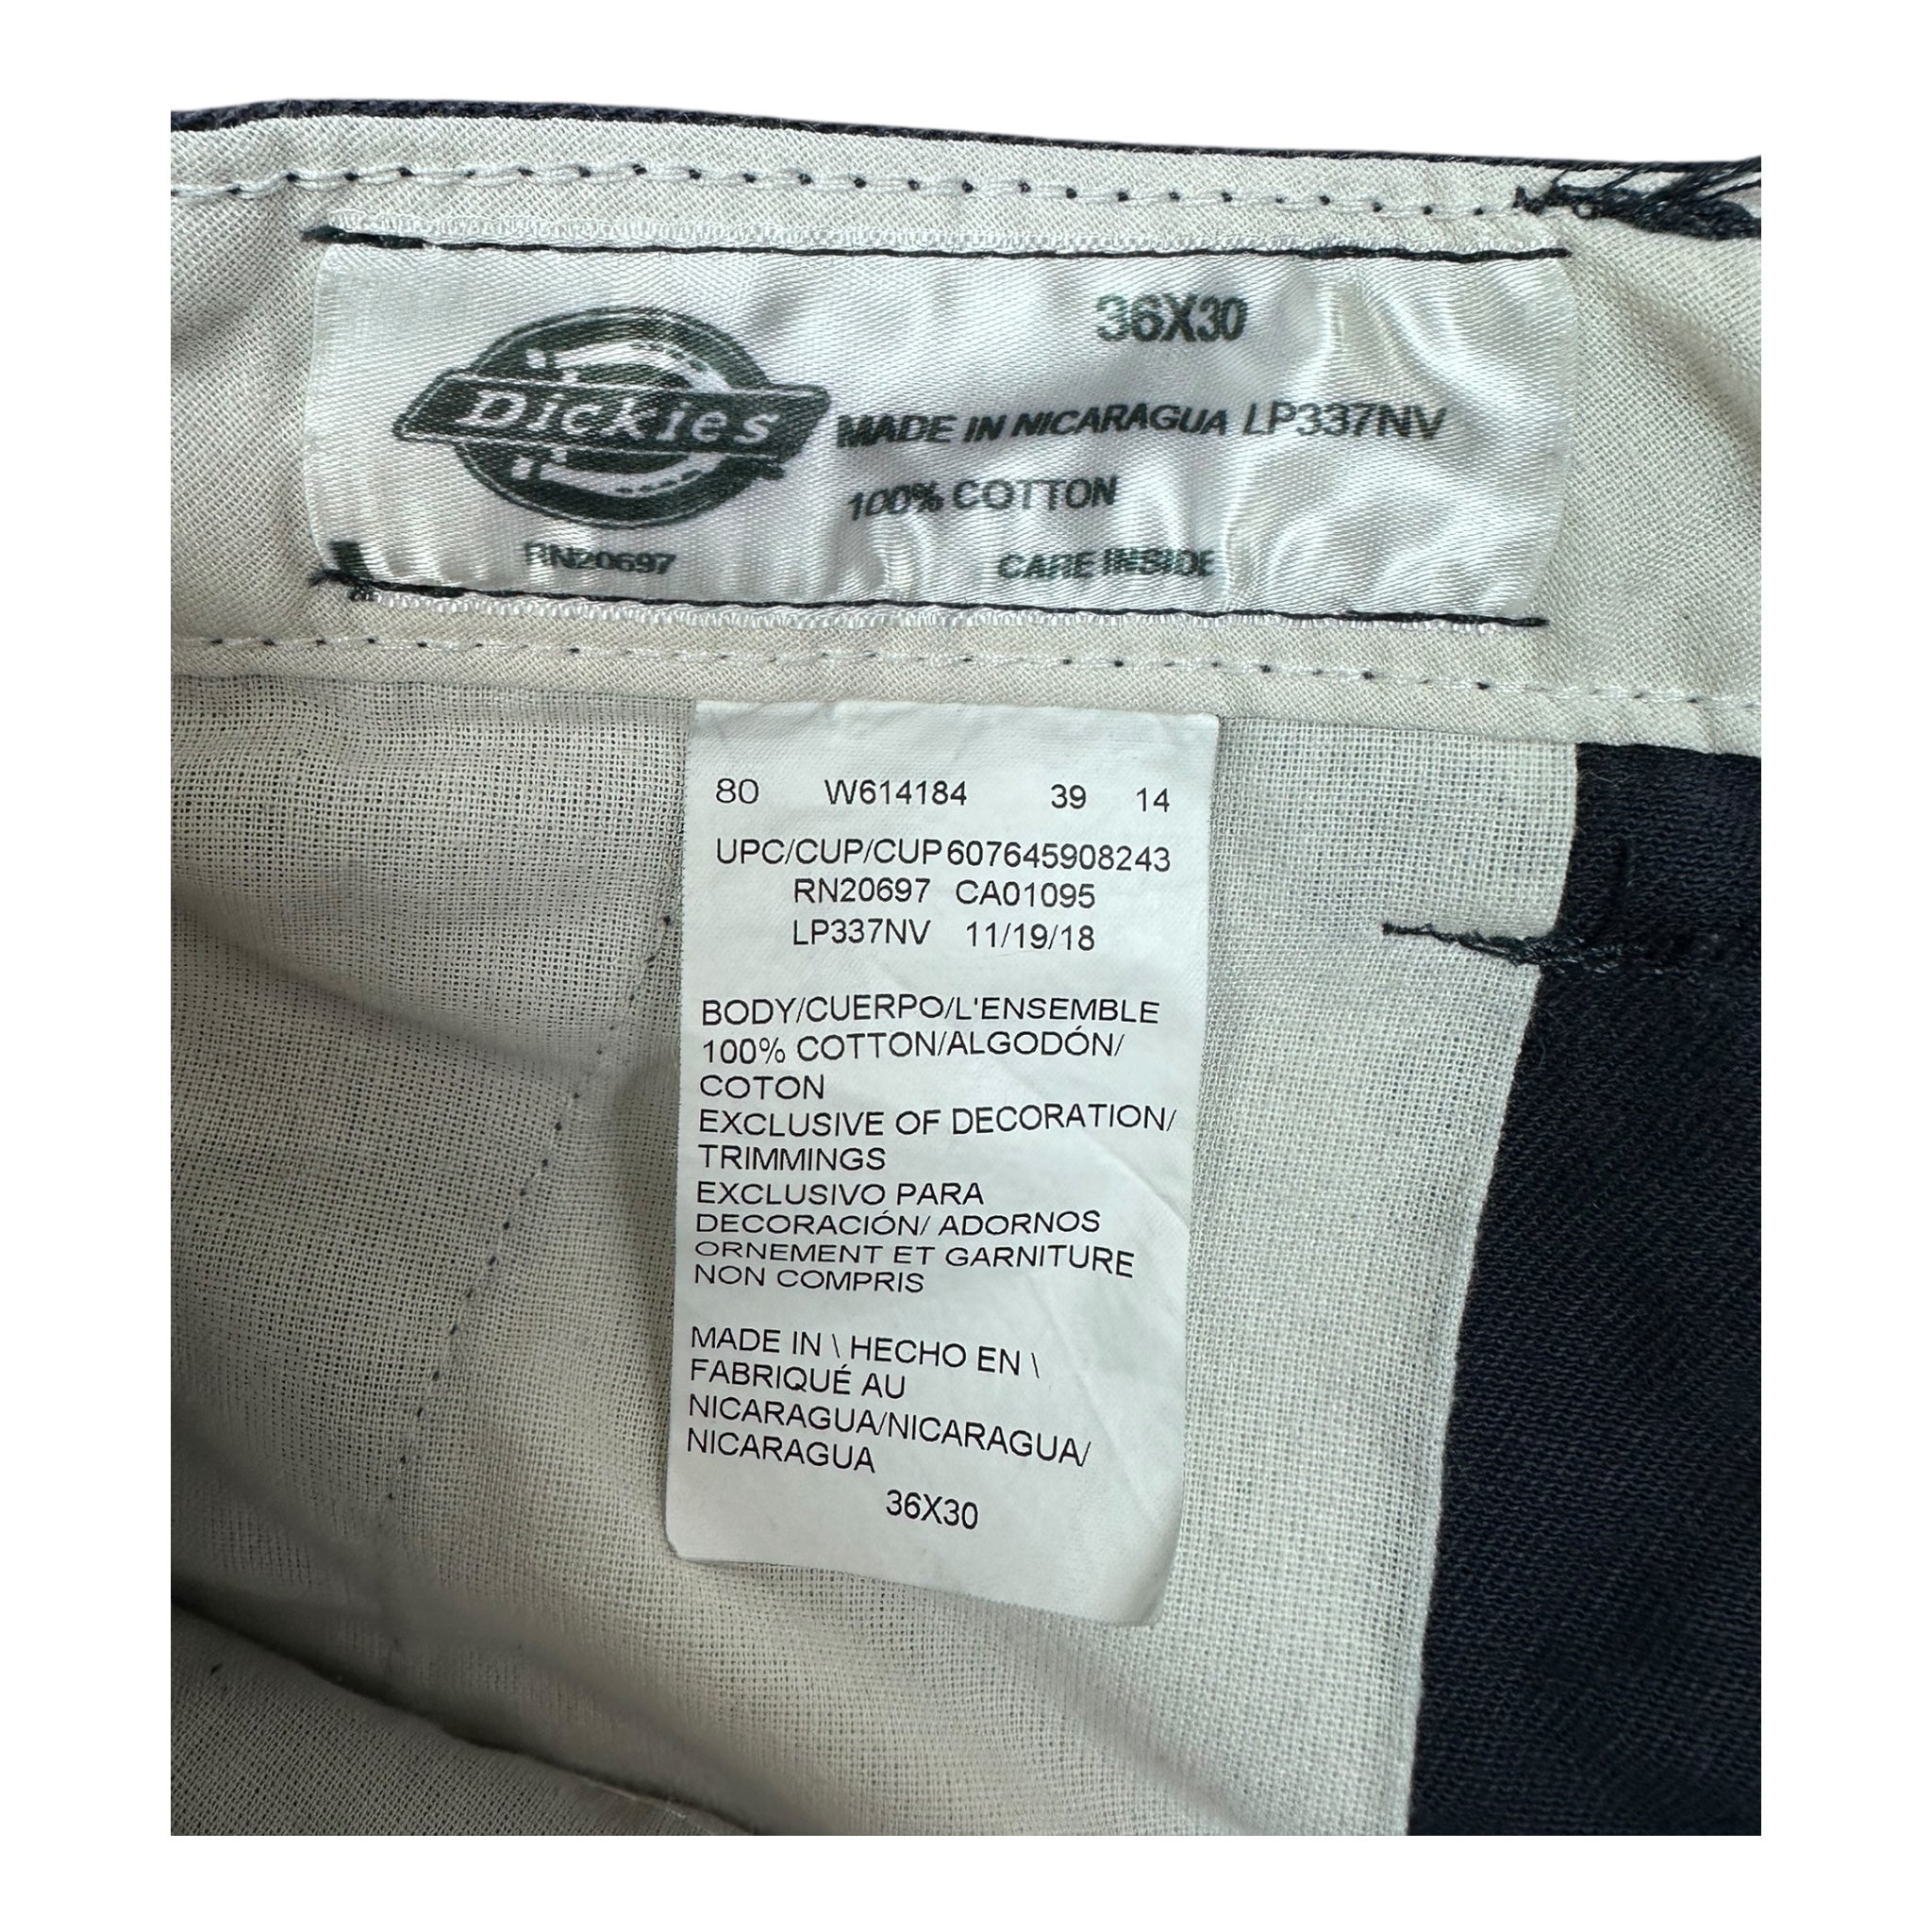 36X30
Dickies
MADE IN NICARAGUA LP337NV
100% COTTON
RN20697 CARE INSIDE
80 W614184 39 14
UPC/CUP/CUP 607645908243
RN20697 CA01095
LP337NV 11/19/18
BODY/CUERPO/L'ENSEMBLE
100% COTTON/ALGODÓN/
COTON
EXCLUSIVE OF DECORATION/
TRIMMINGS
EXCLUSIVO PARA
DECORACIÓN/ ADORNOS
ORNEMENT ET GARNITURE
NON COMPRIS
MADE IN \ HECHO EN \
FABRIQUÉ AU
NICARAGUA/NICARAGUA/
NICARAGUA
36X30